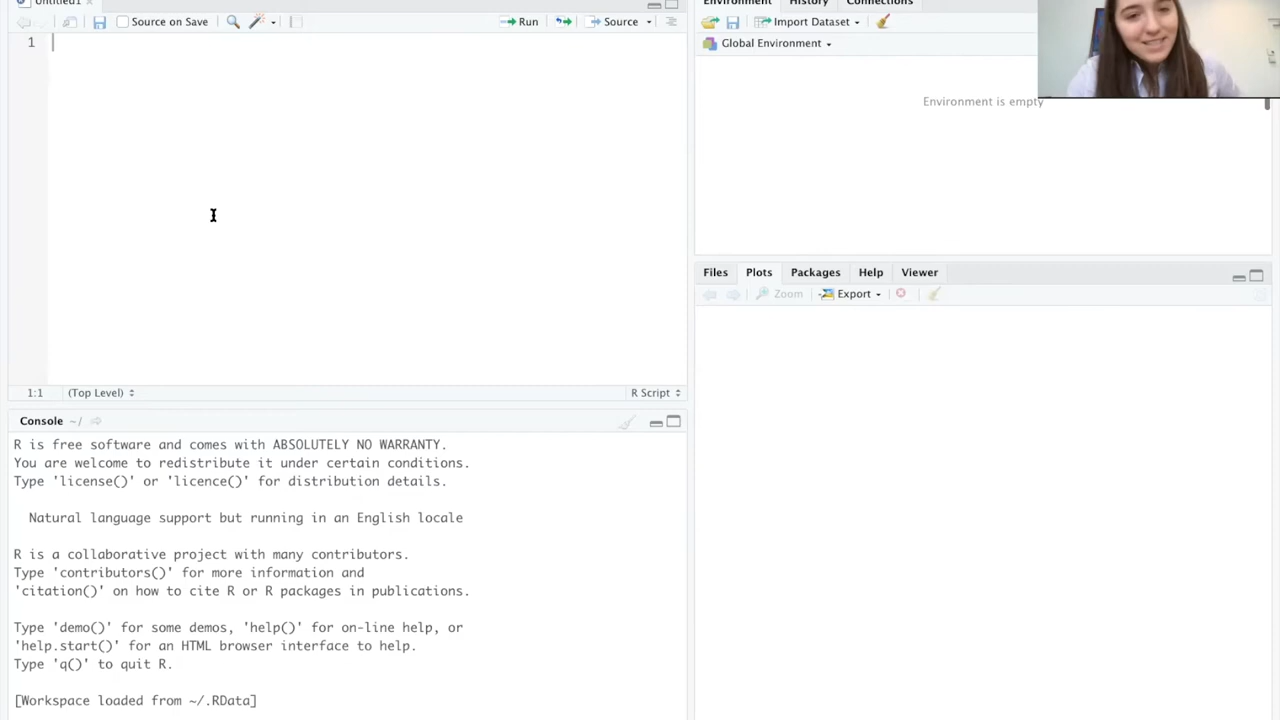 Untitled1
Source on Save
Run
Source
1
1:1
(Top Level)
R Script
Console ~/
R is free software and comes with ABSOLUTELY NO WARRANTY.
You are welcome to redistribute it under certain conditions.
Type 'license()' or 'licence()' for distribution details.
Natural language support but running in an English locale
R is a collaborative project with many contributors.
Type 'contributors()' for more information and
'citation()' on how to cite R or R packages in publications.
Type 'demo()' for some demos, 'help()' for on-line help, or
'help.start()' for an HTML browser interface to help.
Type 'q()' to quit R.
[Workspace loaded from ~/.RData]
Environment History Connections
Import Dataset
Global Environment
Environment is empty
Files Plots Packages Help Viewer
Zoom Export